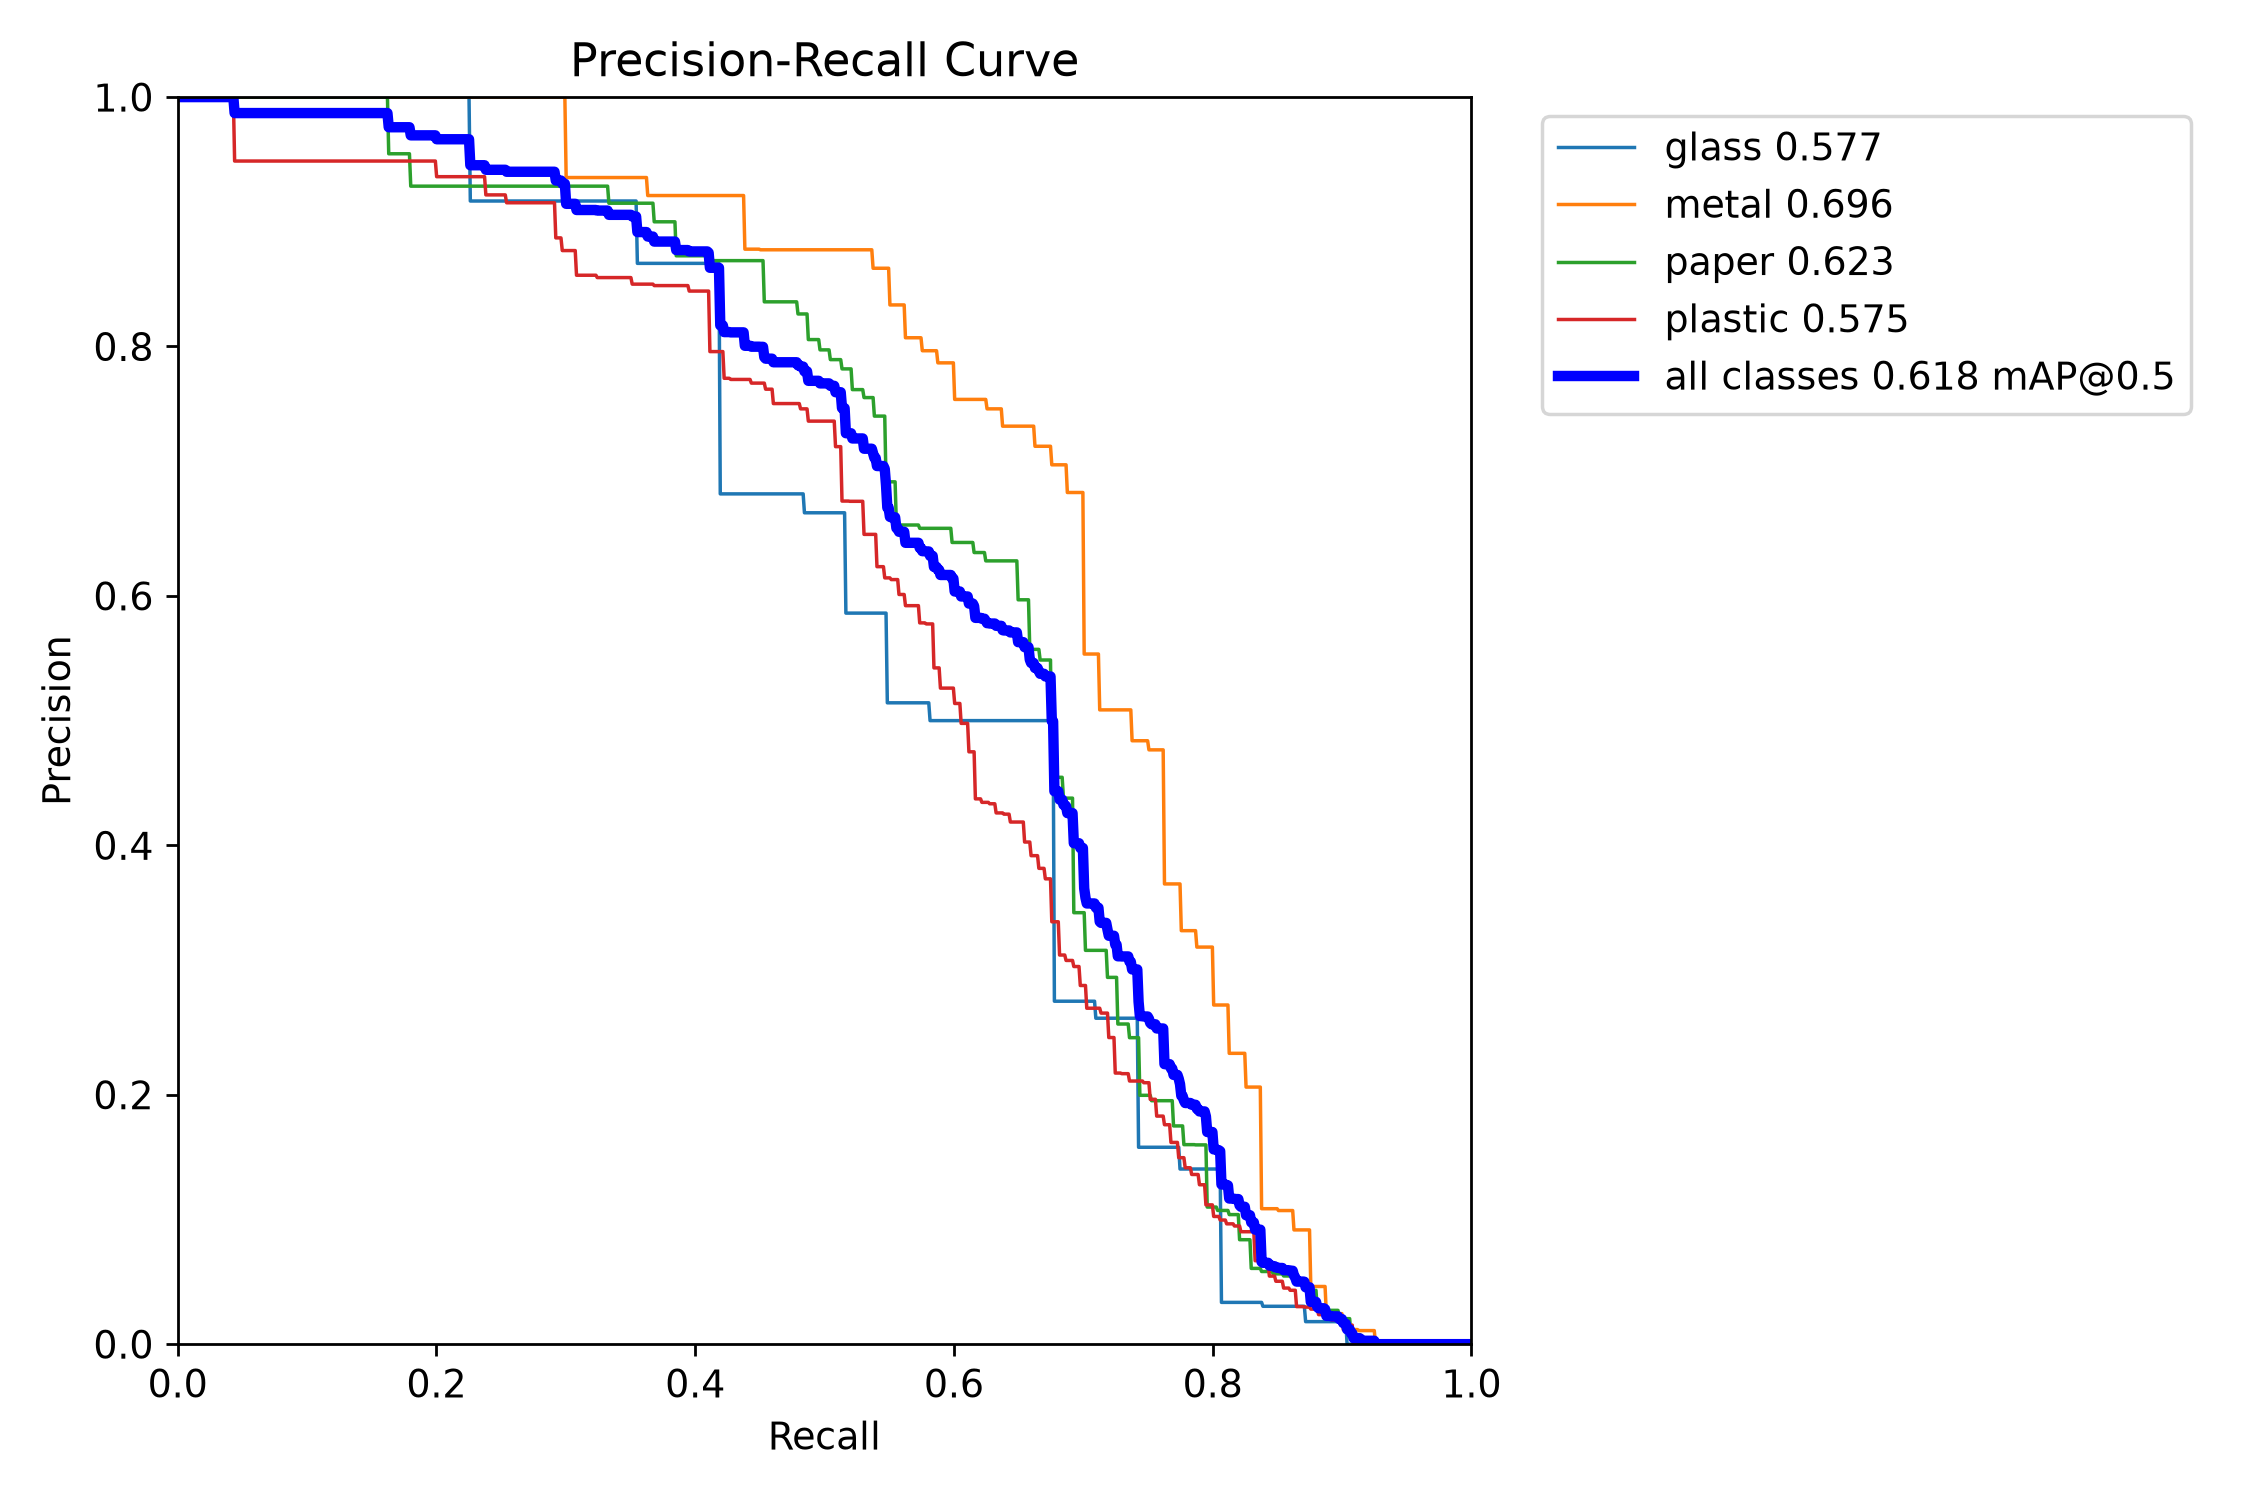 Precision-Recall Curve
1.0
0.8
0.6
0.4
0.2
0.0
Precision
0.0 0.2 0.4 0.6 0.8 1.0
Recall
glass 0.577
metal 0.696
paper 0.623
plastic 0.575
all classes 0.618 mAP@0.5